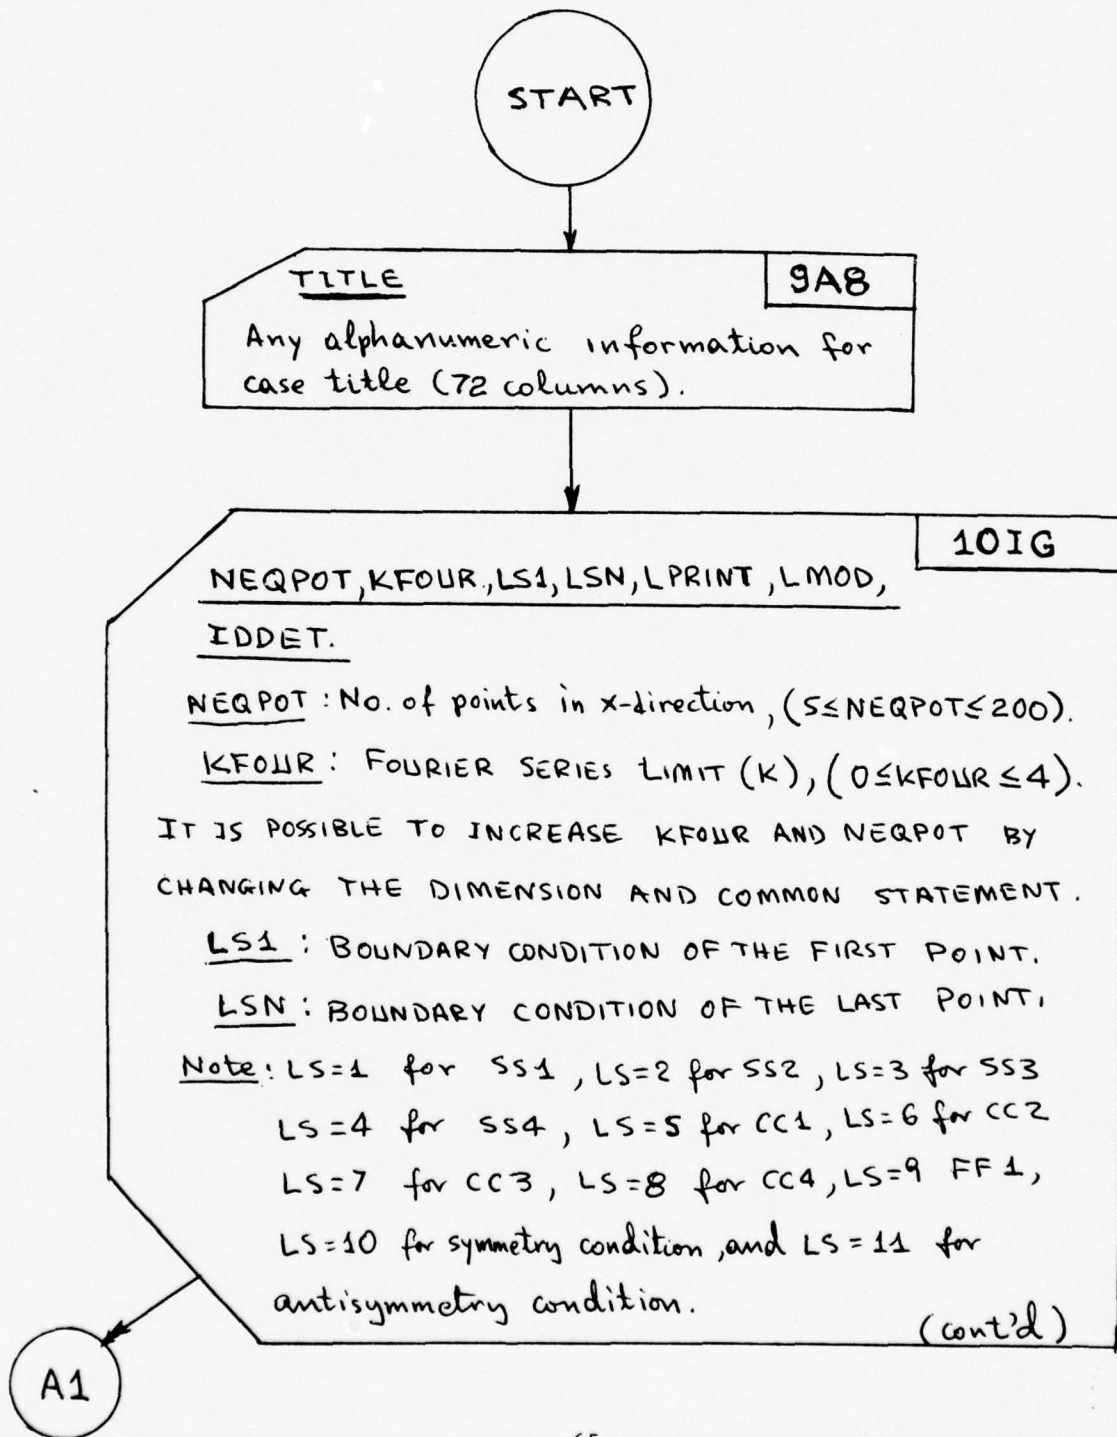 START
TITLE
9A8
Any alphanumeric information for
case title (72 columns).
10I6
NEQPOT, KFOUR, LS1, LSN, LPRINT, LMOD,
IDDET.
NEQPOT: No. of points in x-direction, (5≤NEQPOT≤200).
KFOUR: FOURIER SERIES LIMIT (K), (0≤KFOUR≤4).
IT IS POSSIBLE TO INCREASE KFOUR AND NEQPOT BY
CHANGING THE DIMENSION AND COMMON STATEMENT.
LS1: BOUNDARY CONDITION OF THE FIRST POINT.
LSN: BOUNDARY CONDITION OF THE LAST POINT.
Note: LS=1 for SS1, LS=2 for SS2, LS=3 for SS3
LS=4 for SS4, LS=5 for CC1, LS=6 for CC2
LS=7 for CC3, LS=8 for CC4, LS=9 FF1,
LS=10 for symmetry condition, and LS=11 for
antisymmetry condition.
(cont'd)
A1